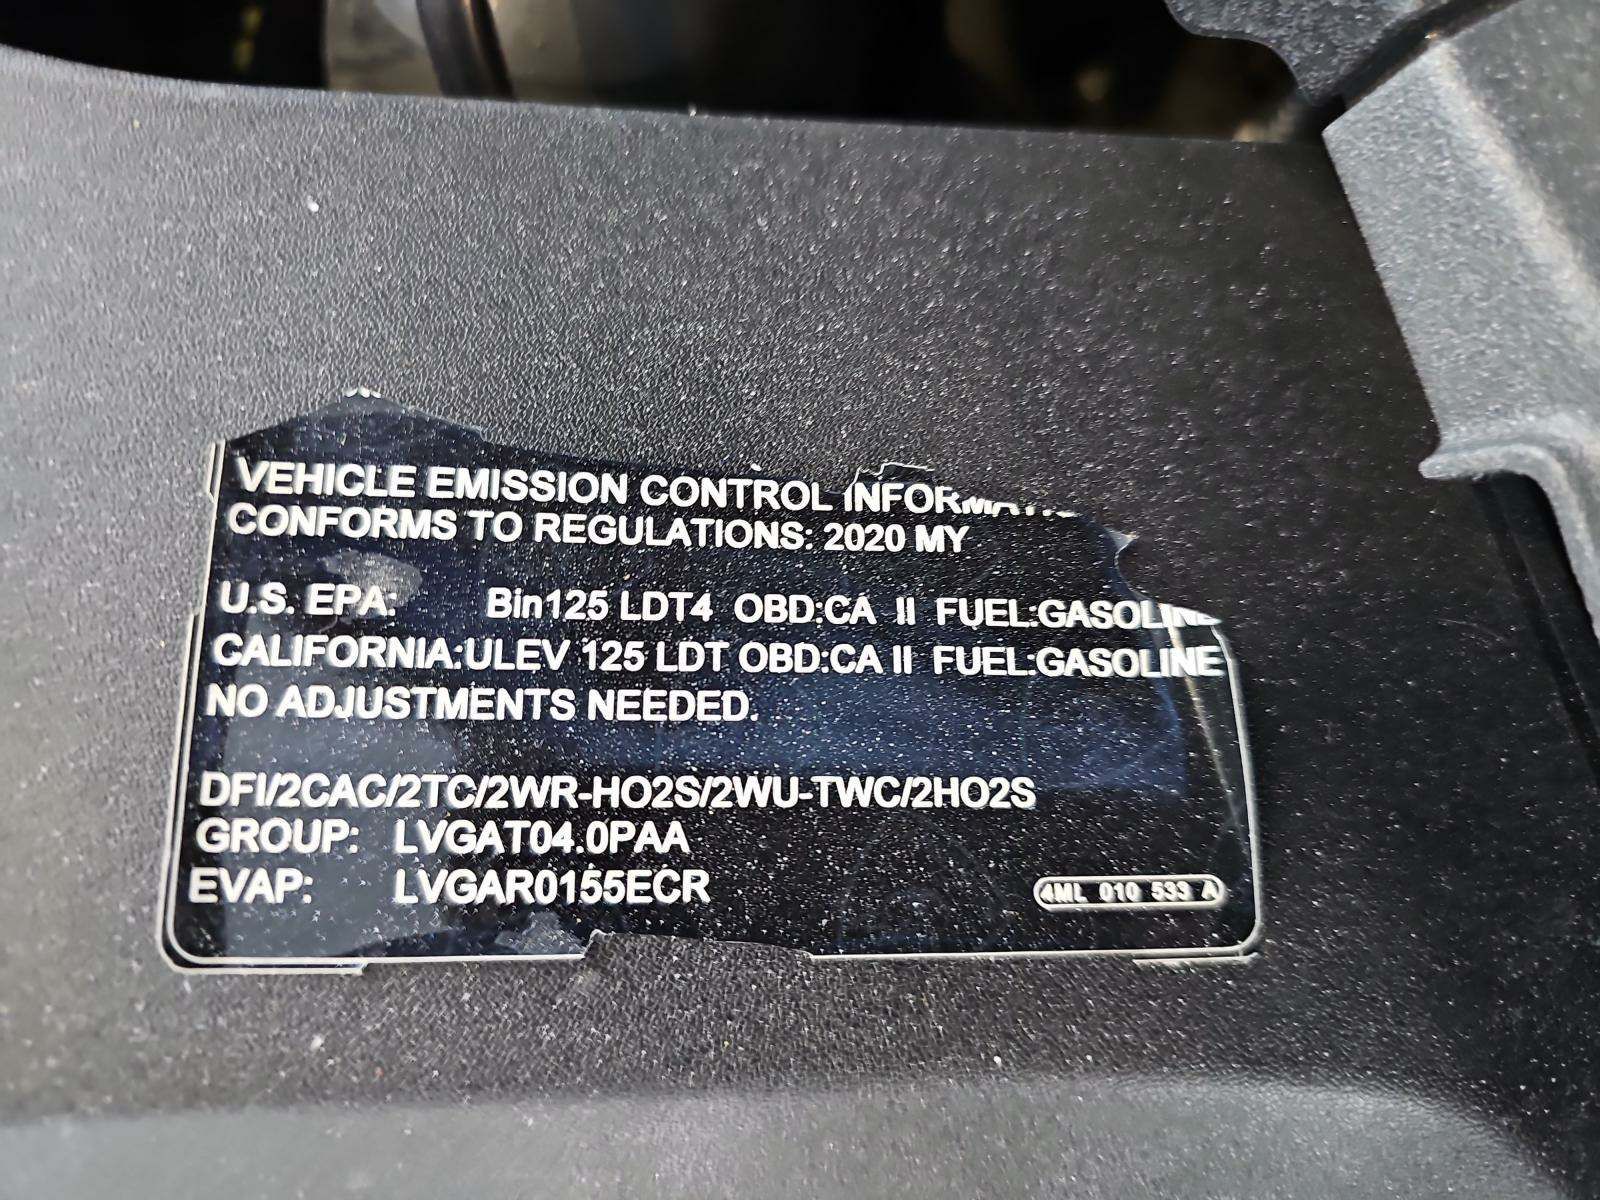 VEHICLE EMISSION CONTROL
CONFORMS TO REGULATIONS: 2020 MY
U.S. EPA: Bin125 LDT4 OBD:CA II FUEL:GASOLINE
CALIFORNIA:ULEV 125 LDT OBD:CA II FUEL:GASOLINE
NO ADJUSTMENTS NEEDED.
DFI/2CAC/2TC/2WR-HO2S/2WU-TWC/2HO2S
GROUP: LVGAT04.0PAA
EVAP: LVGAR0155ECR
4ML 010 533 A